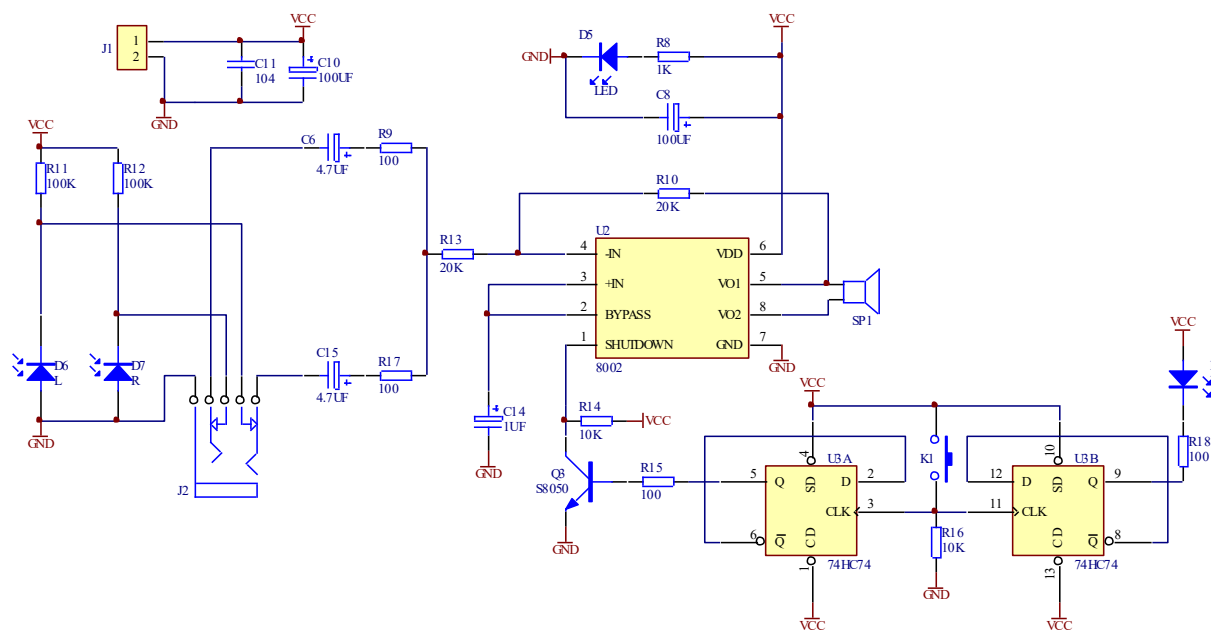 VCC
J1
1
2
C11
104
C10
100UF
GND
D5
GND
LED
R8
1K
VCC
C8
100UF
VCC
R11
100K
R12
100K
C6
4.7UF
R9
100
R10
20K
R13
20K
U2
4
-IN
VDD
6
3
+IN
VO1
5
2
BYPASS
VO2
8
1
SHUTDOWN
GND
7
8002
SP1
GND
D6
L
D7
R
GND
C15
4.7UF
R17
100
J2
C14
1UF
GND
R14
10K
VCC
Q3
S8050
GND
R15
100
VCC
4
U3A
5
Q
SD
D
2
CLK
3
6
Q
CD
1
74HC74
VCC
K1
R16
10K
GND
10
U3B
12
D
SD
Q
9
11
CLK
CD
Q
8
13
74HC74
VCC
VCC
R18
100